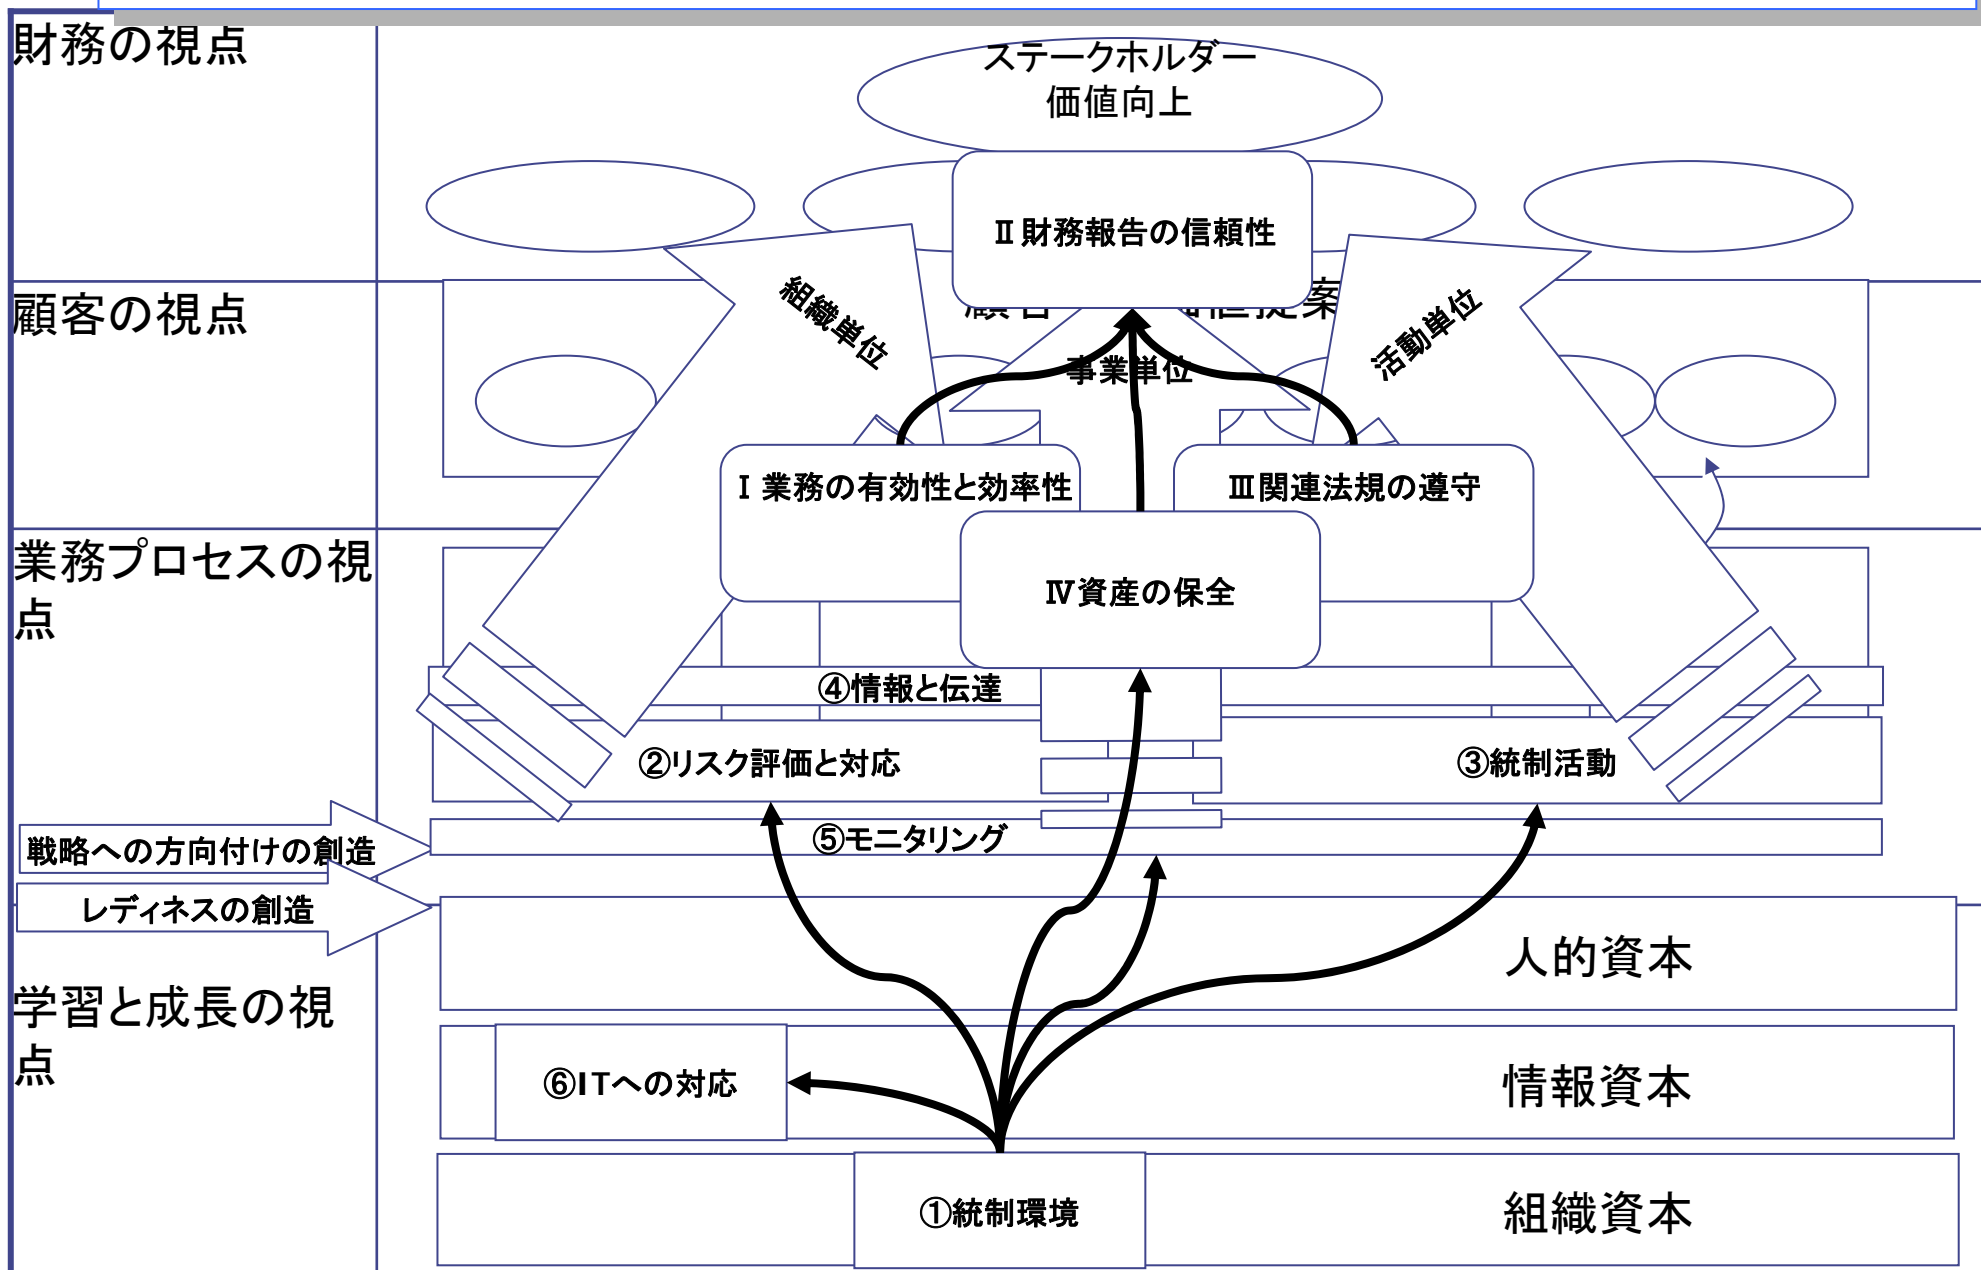 財務の視点
ステークホルダー
価値向上
Ⅱ財務報告の信頼性
顧客の視点
組織単位
活動単位
事業単位
Ⅰ業務の有効性と効率性
Ⅲ関連法規の遵守
業務プロセスの視
点
Ⅳ資産の保全
④情報と伝達
②リスク評価と対応
③統制活動
戦略への方向付けの創造
⑤モニタリング
レディネスの創造
人的資本
学習と成長の視
点
⑥ITへの対応
情報資本
①統制環境
組織資本